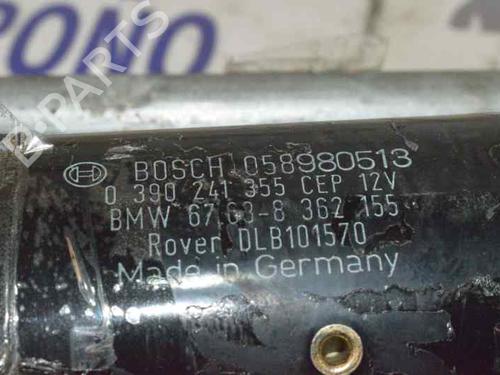 ORONO
B-PARTS
BOSCH 058980513
0 390 241 355 CEP 12V
BMW 67.63-8 362 155
Rover DLB101570
Made in Germany